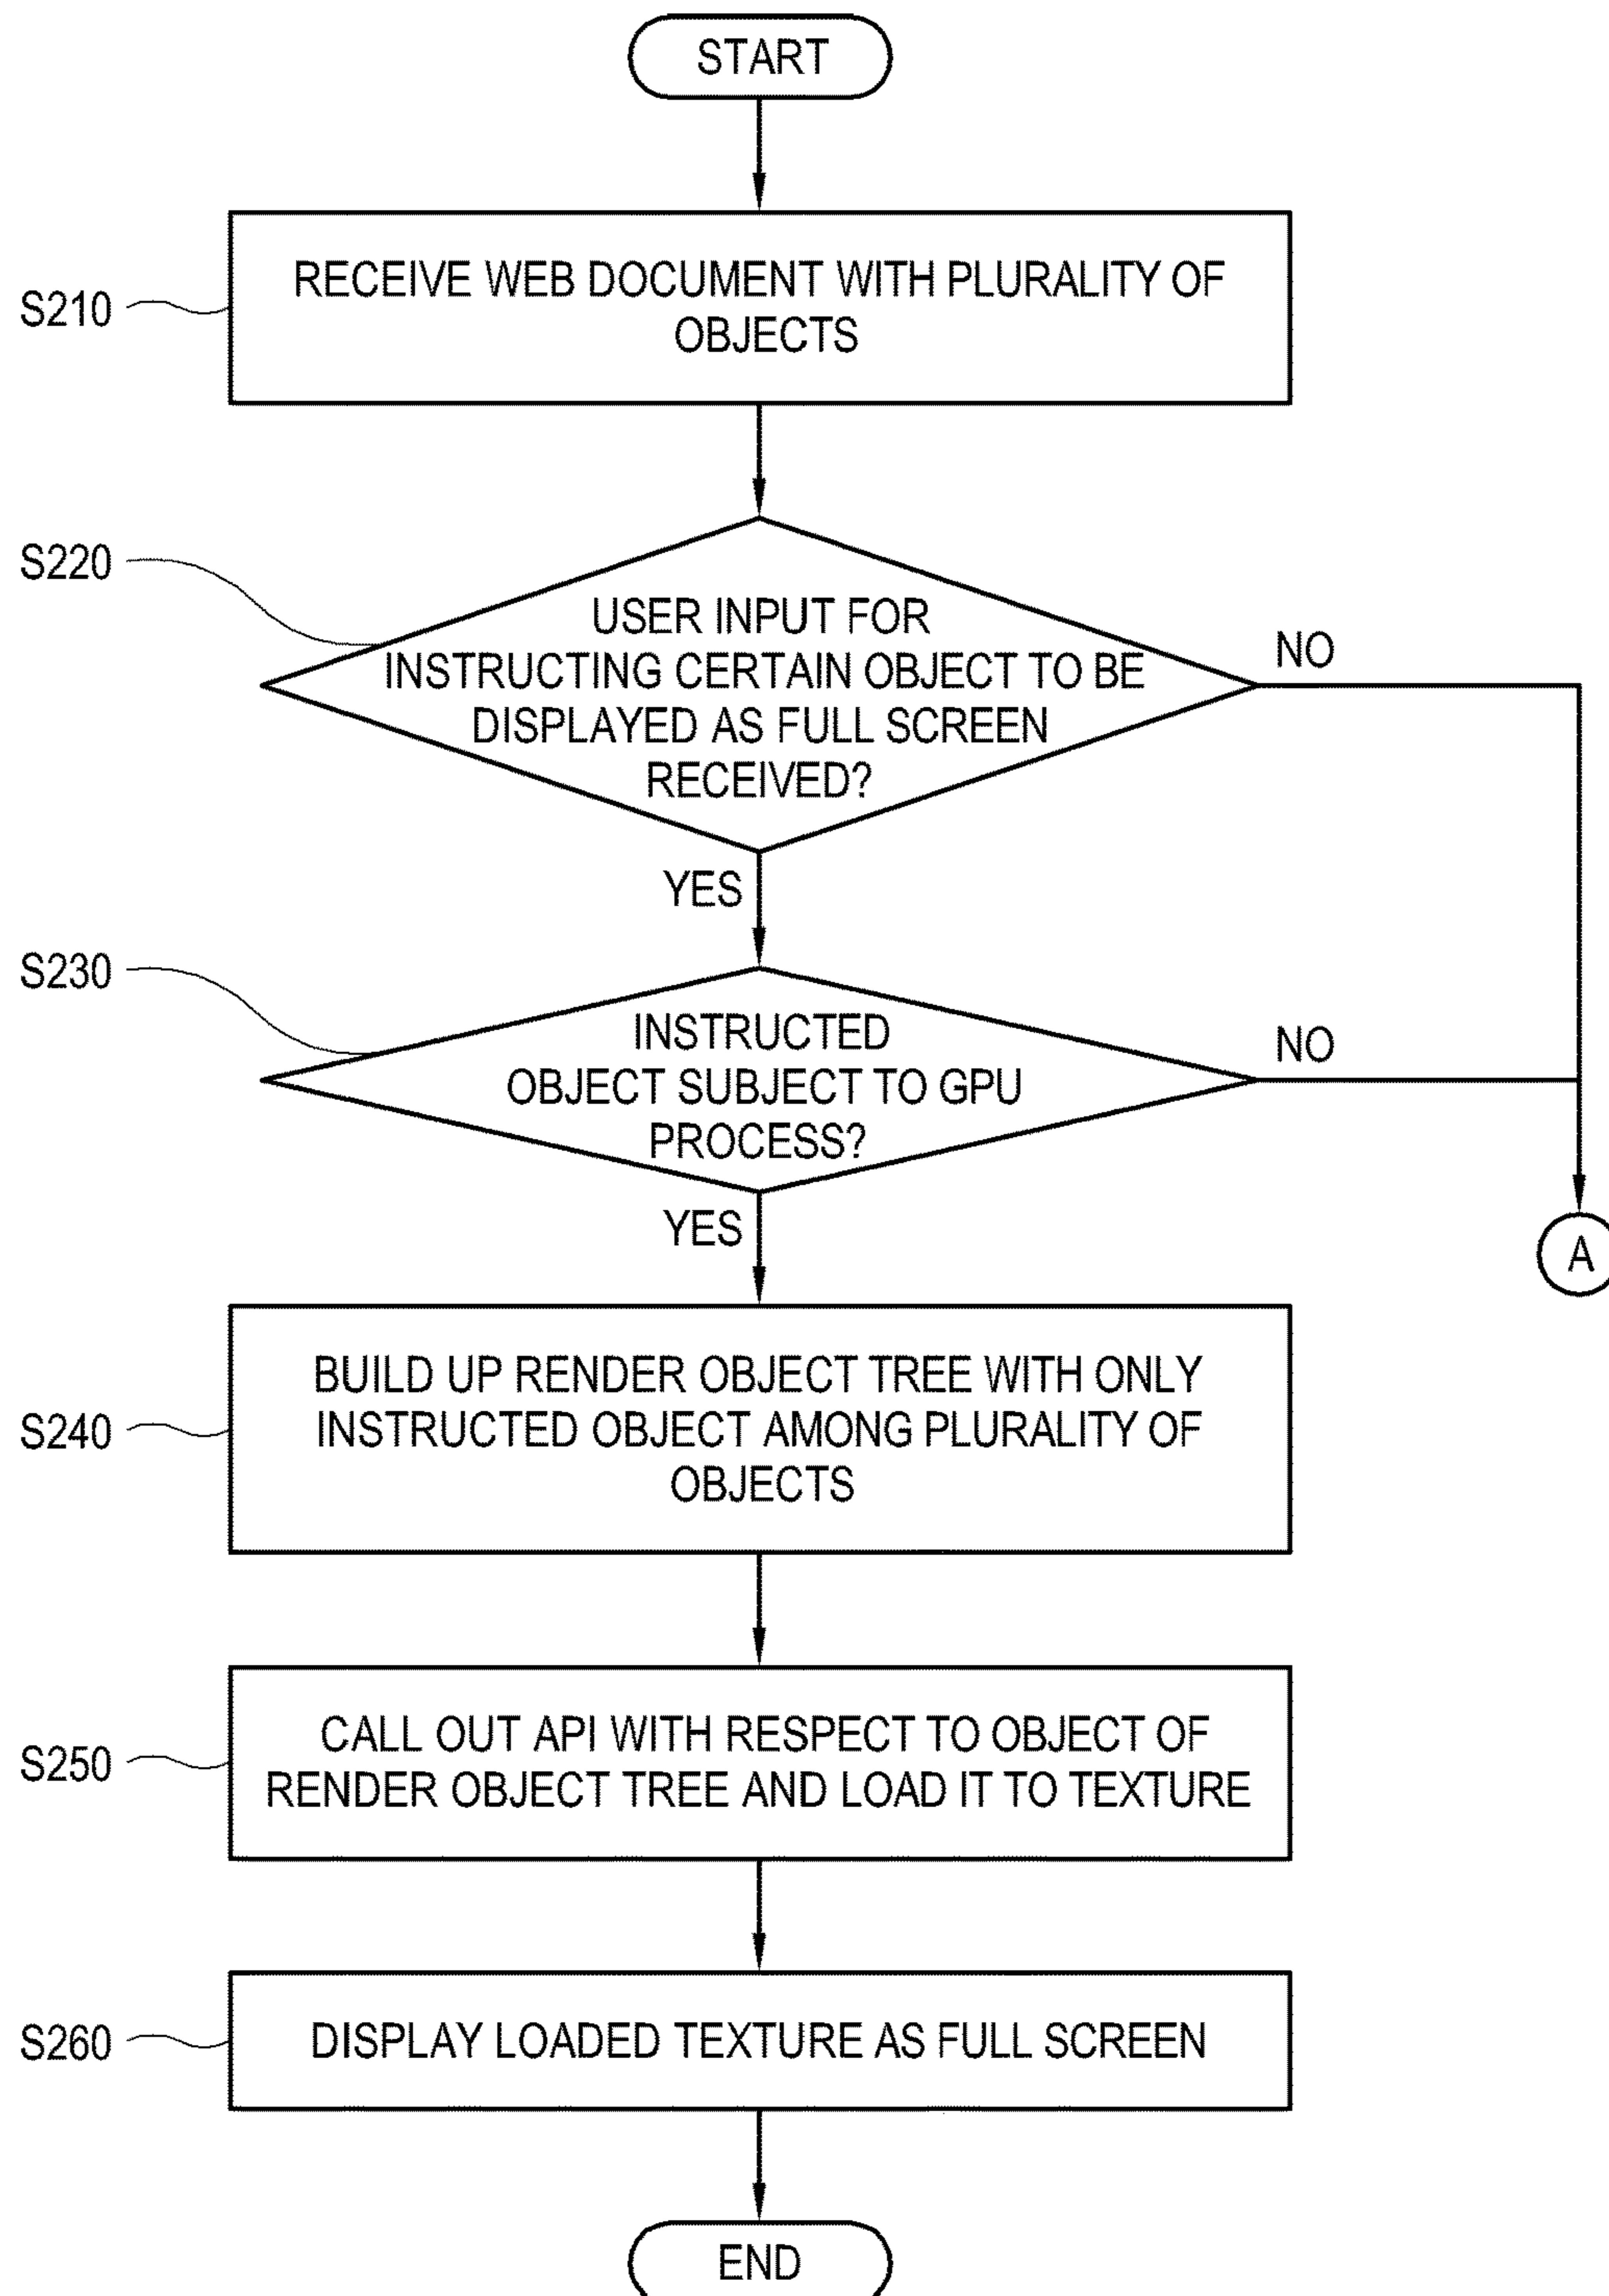 START
S210
RECEIVE WEB DOCUMENT WITH PLURALITY OF
OBJECTS
S220
USER INPUT FOR
INSTRUCTING CERTAIN OBJECT TO BE
DISPLAYED AS FULL SCREEN
RECEIVED?
NO
YES
S230
INSTRUCTED
OBJECT SUBJECT TO GPU
PROCESS?
NO
YES
A
S240
BUILD UP RENDER OBJECT TREE WITH ONLY
INSTRUCTED OBJECT AMONG PLURALITY OF
OBJECTS
S250
CALL OUT API WITH RESPECT TO OBJECT OF
RENDER OBJECT TREE AND LOAD IT TO TEXTURE
S260
DISPLAY LOADED TEXTURE AS FULL SCREEN
END